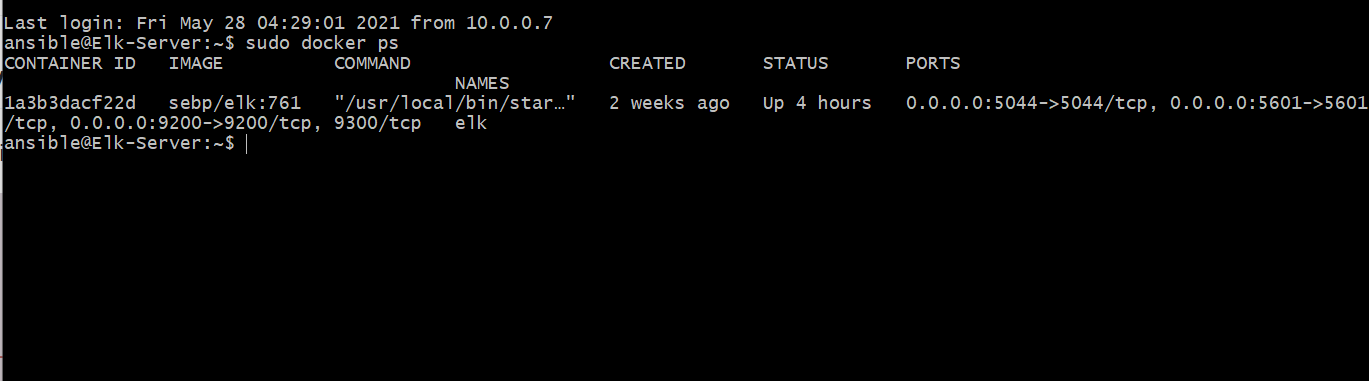 Last login: Fri May 28 04:29:01 2021 from 10.0.0.7
ansible@Elk-Server:~$ sudo docker ps
CONTAINER ID   IMAGE          COMMAND                  CREATED       STATUS       PORTS
NAMES
1a3b3dacf22d   sebp/elk:761   "/usr/local/bin/star…"   2 weeks ago   Up 4 hours   0.0.0.0:5044->5044/tcp, 0.0.0.0:5601->5601
/tcp, 0.0.0.0:9200->9200/tcp, 9300/tcp   elk
ansible@Elk-Server:~$